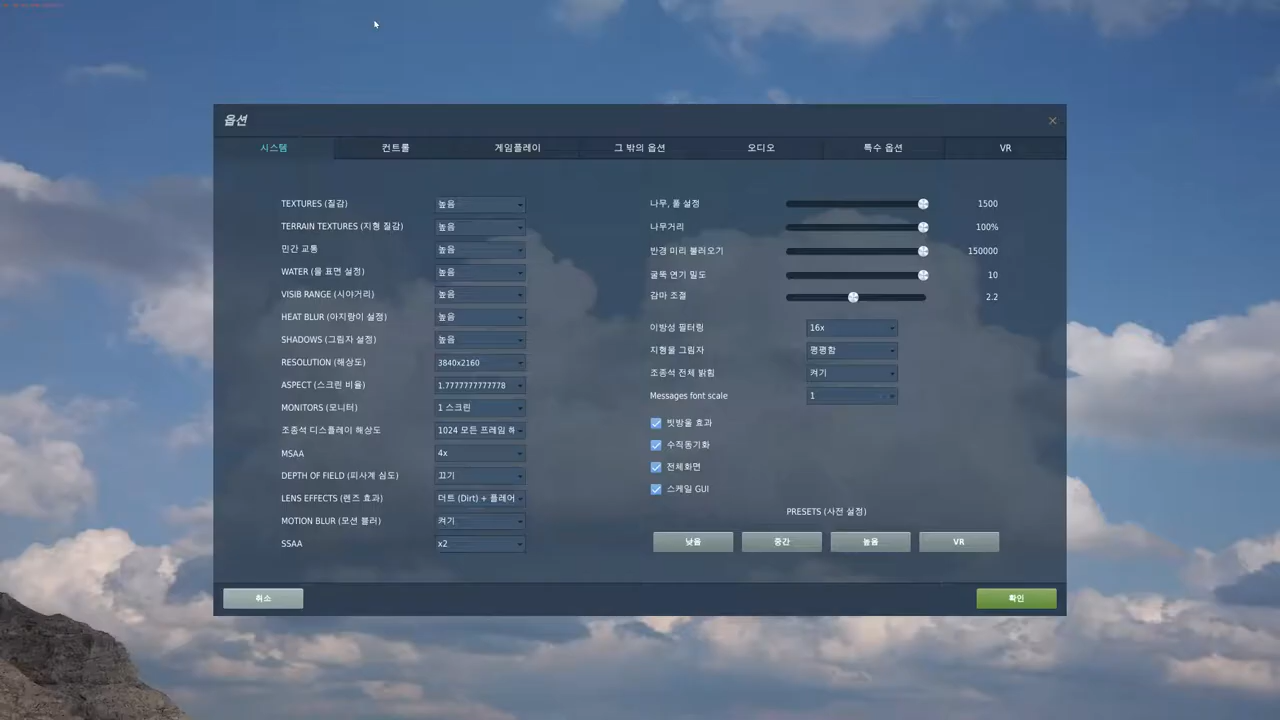 옵션
시스템
컨트롤
게임플레이
그 밖의 옵션
오디오
특수 옵션
VR
TEXTURES (질감)
높음
TERRAIN TEXTURES (지형 질감)
높음
민간 교통
높음
WATER (물 표면 설정)
높음
VISIB RANGE (시야거리)
높음
HEAT BLUR (아지랑이 설정)
높음
SHADOWS (그림자 설정)
높음
RESOLUTION (해상도)
3840x2160
ASPECT (스크린 비율)
1.7777777777778
MONITORS (모니터)
1 스크린
조종석 디스플레이 해상도
1024 모든 프레임 해
MSAA
4x
DEPTH OF FIELD (피사계 심도)
끄기
LENS EFFECTS (렌즈 효과)
더트 (Dirt) + 플레어
MOTION BLUR (모션 블러)
켜기
SSAA
x2
나무, 풀 설정
1500
나무거리
100%
반경 미리 불러오기
150000
굴뚝 연기 밀도
10
감마 조절
2.2
이방성 필터링
16x
지형물 그림자
평평함
조종석 전체 밝힘
켜기
Messages font scale
1
빗방울 효과
수직동기화
전체화면
스케일 GUI
PRESETS (사전 설정)
낮음
중간
높음
VR
취소
확인